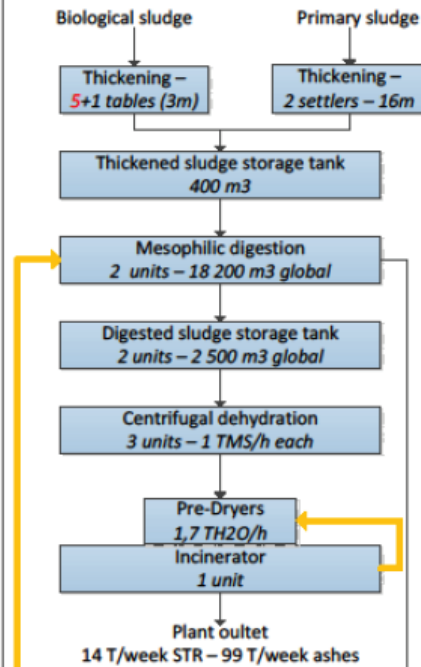 Biological sludge
Primary sludge
Thickening –
5+1 tables (3m)
Thickening –
2 settlers – 16m
Thickened sludge storage tank
400 m3
Mesophilic digestion
2 units – 18 200 m3 global
Digested sludge storage tank
2 units – 2 500 m3 global
Centrifugal dehydration
3 units – 1 TMS/h each
Pre-Dryers
1,7 TH2O/h
Incinerator
1 unit
Plant oultet
14 T/week STR – 99 T/week ashes